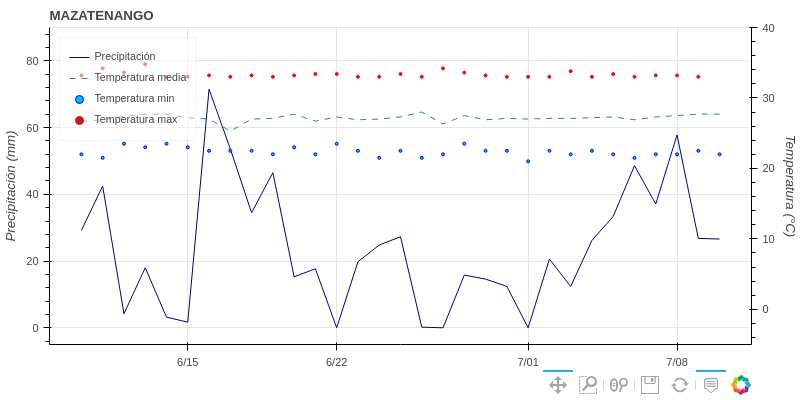 MAZATENANGO
Precipitación
Temperatura media
Temperatura min
Temperatura max
Precipitación (mm)
80
60
40
20
0
40
30
20
10
0
Temperatura (°C)
6/15
6/22
7/01
7/08